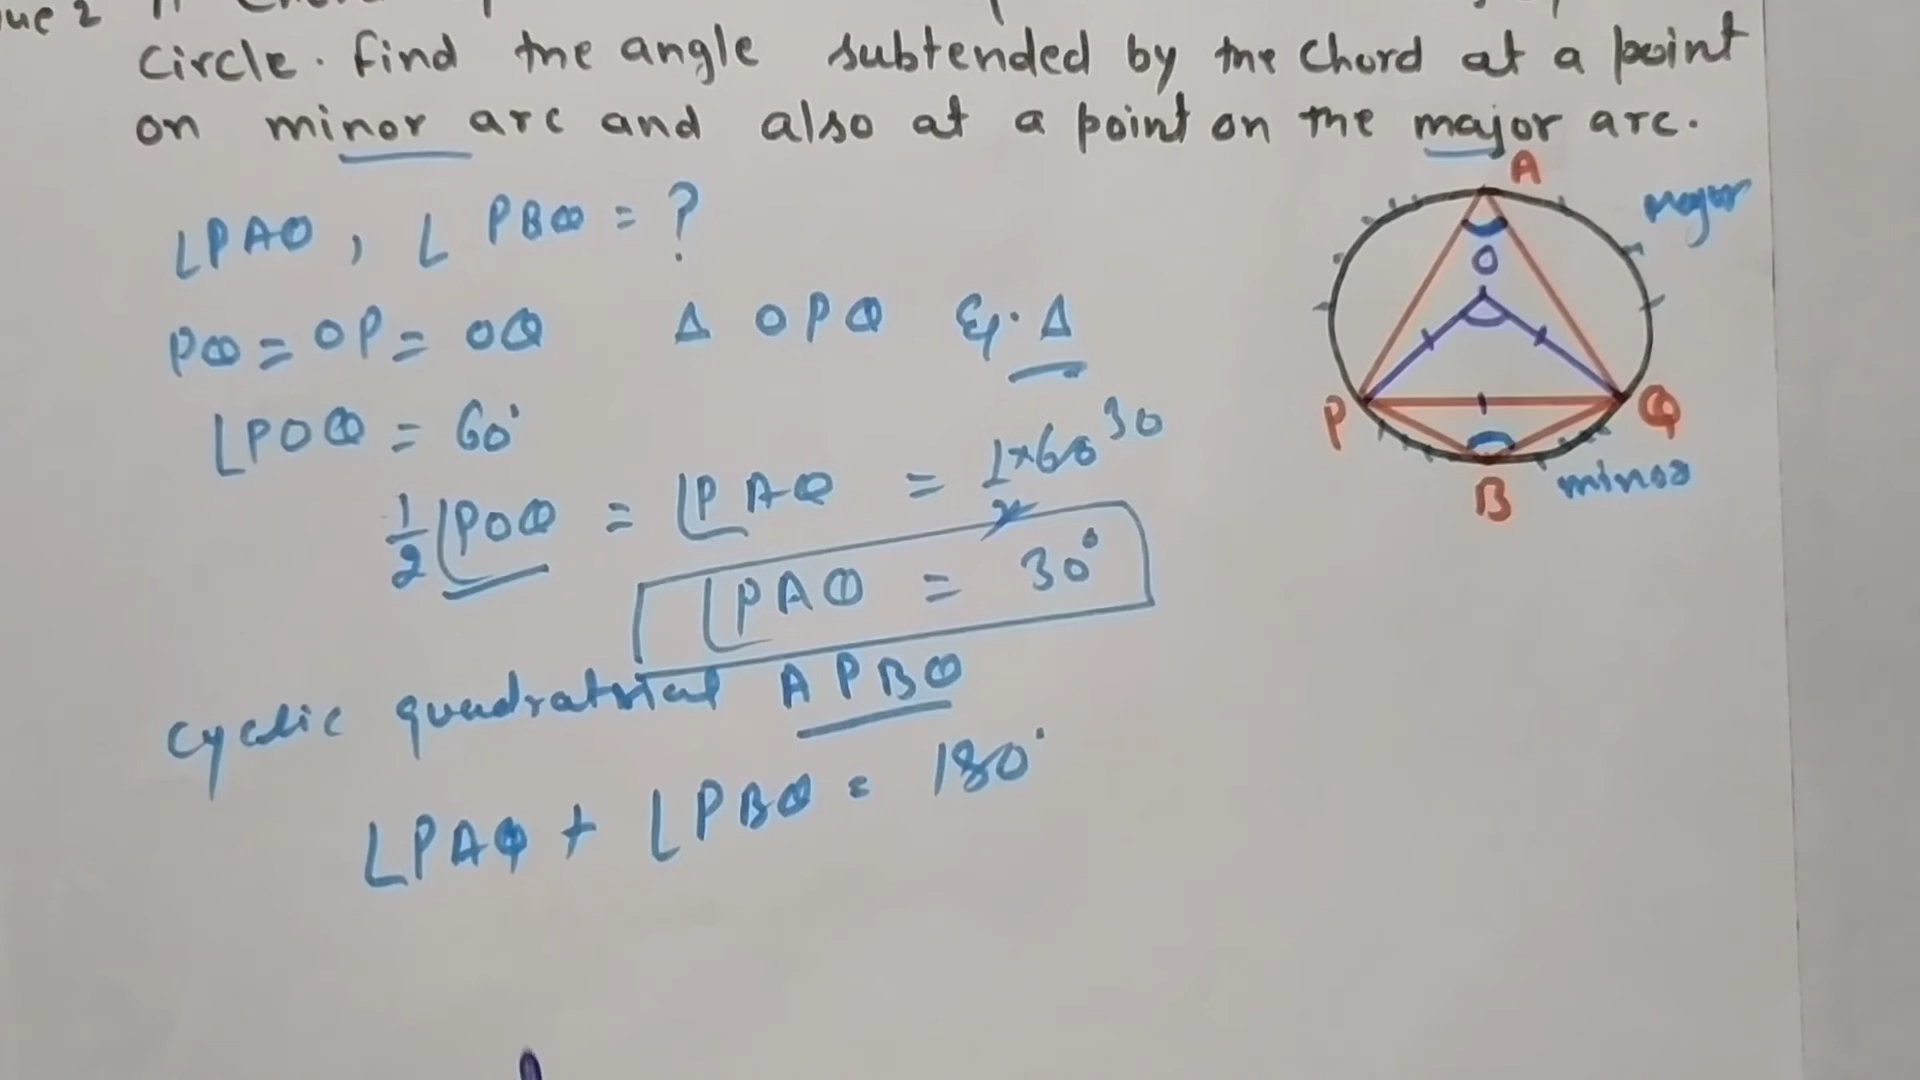 circle. find the angle subtended by the chord at a point
on minor arc and also at a point on the major arc.
∠PAQ, ∠PBQ = ?
PQ = OP = OQ Δ OPQ Eq. Δ
∠POQ = 60°
1/2 ∠POQ = ∠PAQ = 1×60/2 30
∠PAQ = 30°
cyclic APBQ
∠PAQ + ∠PBQ = 180°
A
major
O
P
Q
B
minor